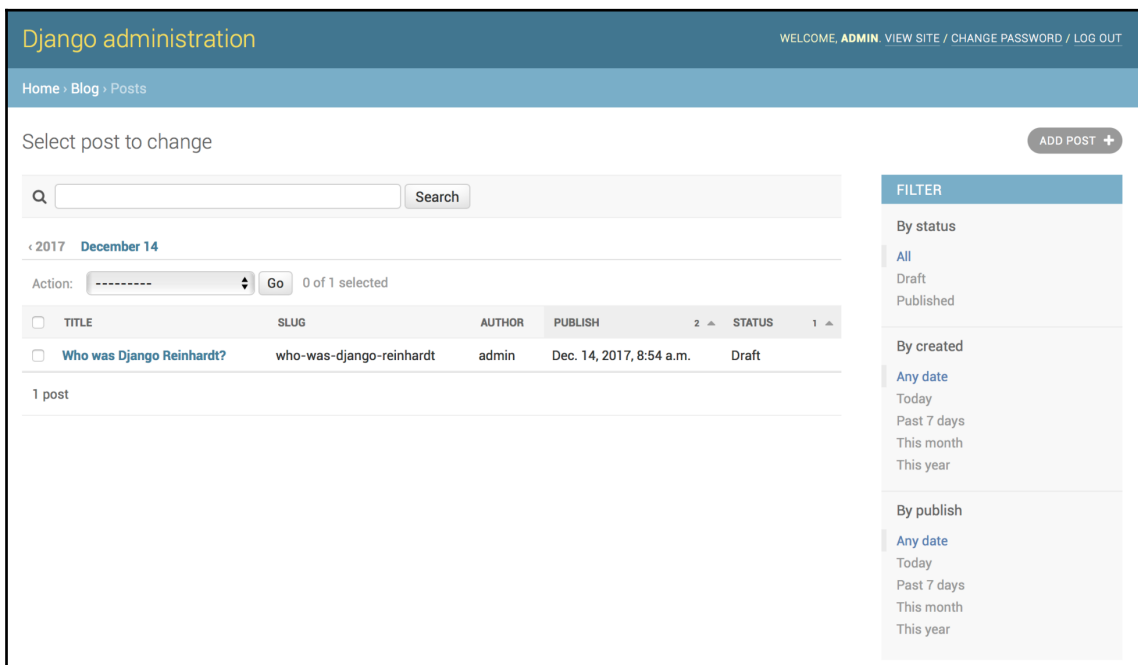 Django administration
WELCOME, ADMIN. VIEW SITE / CHANGE PASSWORD / LOG OUT
Home › Blog › Posts
Select post to change
ADD POST +
Search
‹ 2017 December 14
Action: --------- Go 0 of 1 selected
TITLE SLUG AUTHOR PUBLISH 2 STATUS 1
Who was Django Reinhardt? who-was-django-reinhardt admin Dec. 14, 2017, 8:54 a.m. Draft
1 post
FILTER
By status
All
Draft
Published
By created
Any date
Today
Past 7 days
This month
This year
By publish
Any date
Today
Past 7 days
This month
This year